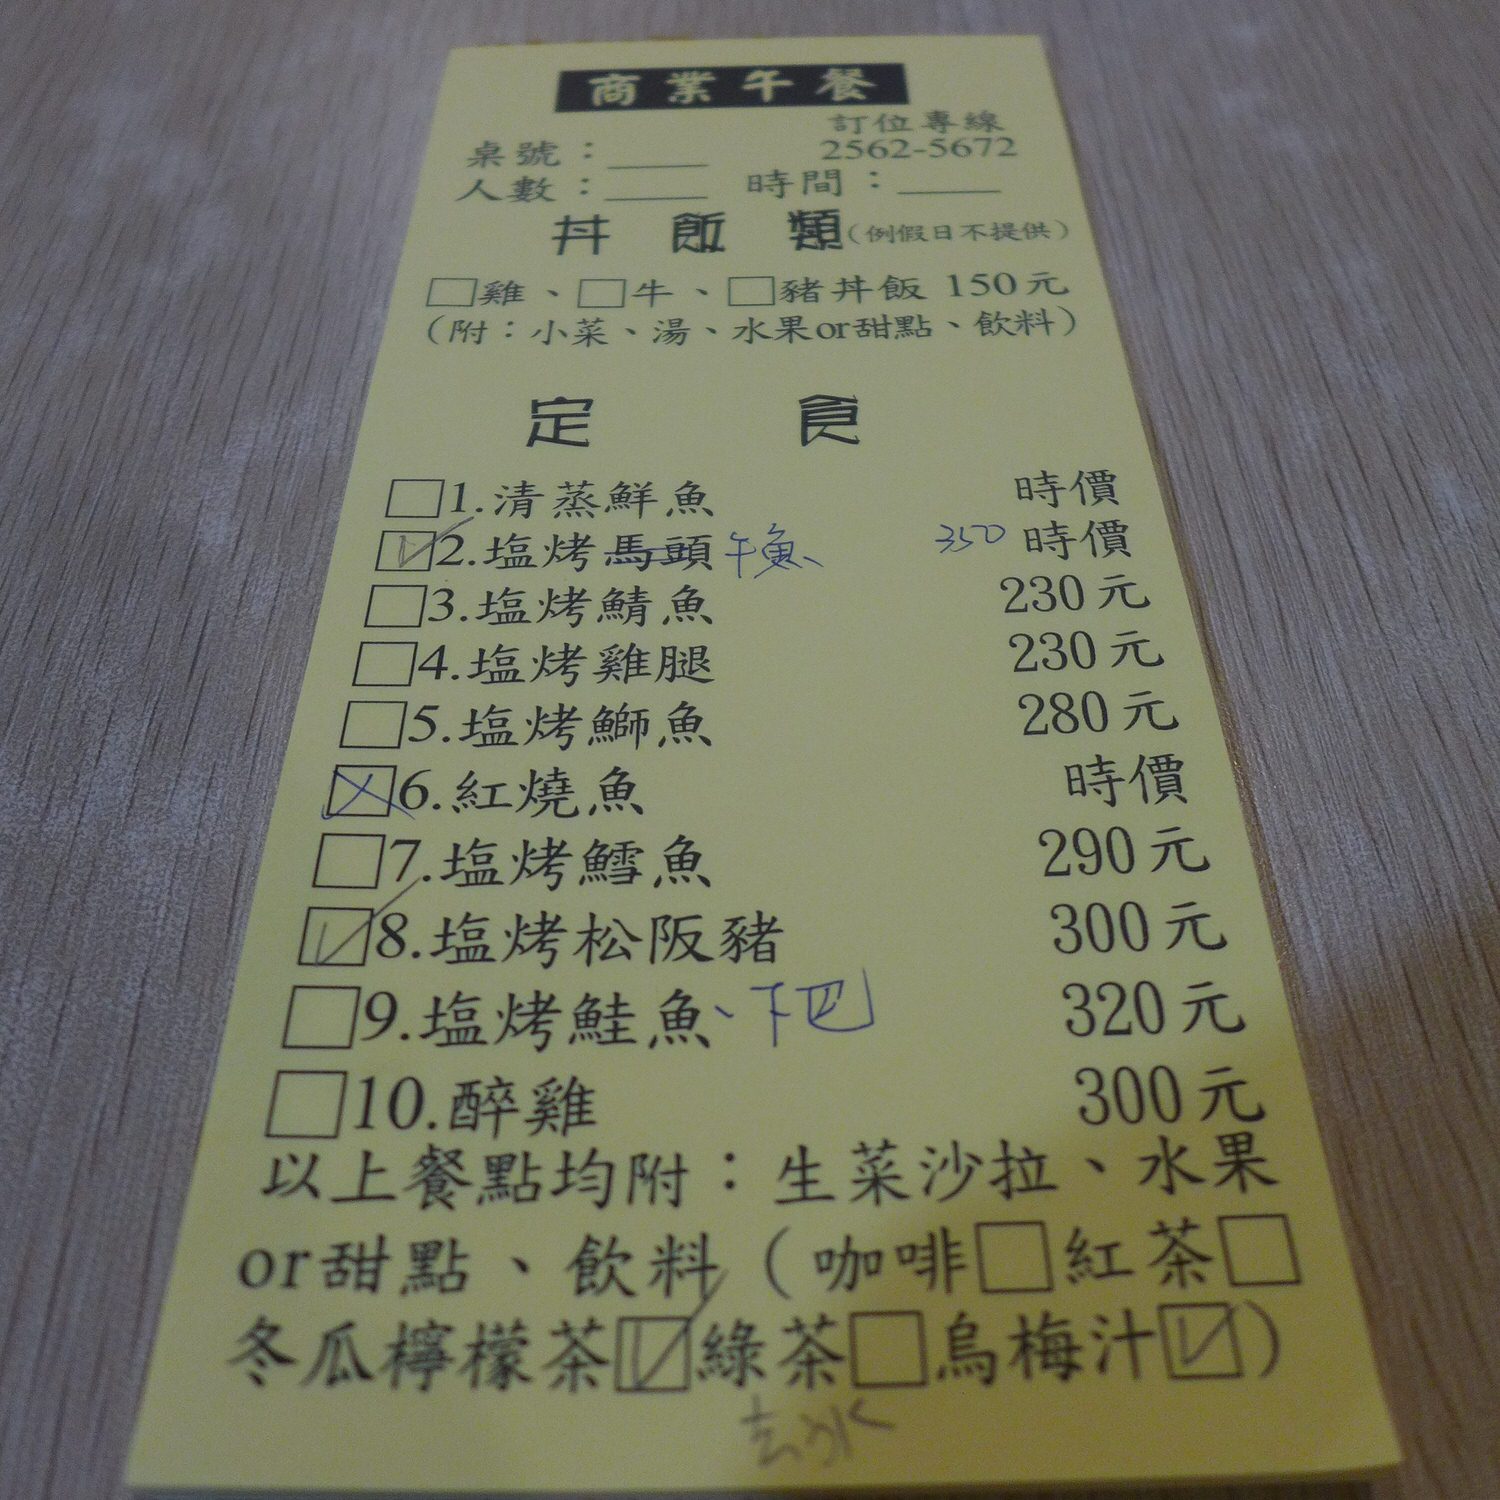 商業午餐
訂位專線
桌號：____ 2562-5672
人數：____ 時間：____
丼飯類(例假日不提供)
□雞、□牛、□豬丼飯 150元
(附：小菜、湯、水果or甜點、飲料)
定食
□1.清蒸鮮魚 時價
☑2.塩烤馬頭 午魚 350 時價
□3.塩烤鯖魚 230元
□4.塩烤雞腿 230元
□5.塩烤鰤魚 280元
☒6.紅燒魚 時價
□7.塩烤鱈魚 290元
☑8.塩烤松阪豬 300元
□9.塩烤鮭魚、下巴 320元
□10.醉雞 300元
以上餐點均附：生菜沙拉、水果
or甜點、飲料(咖啡□紅茶□
冬瓜檸檬茶☑綠茶□烏梅汁☑)
去冰